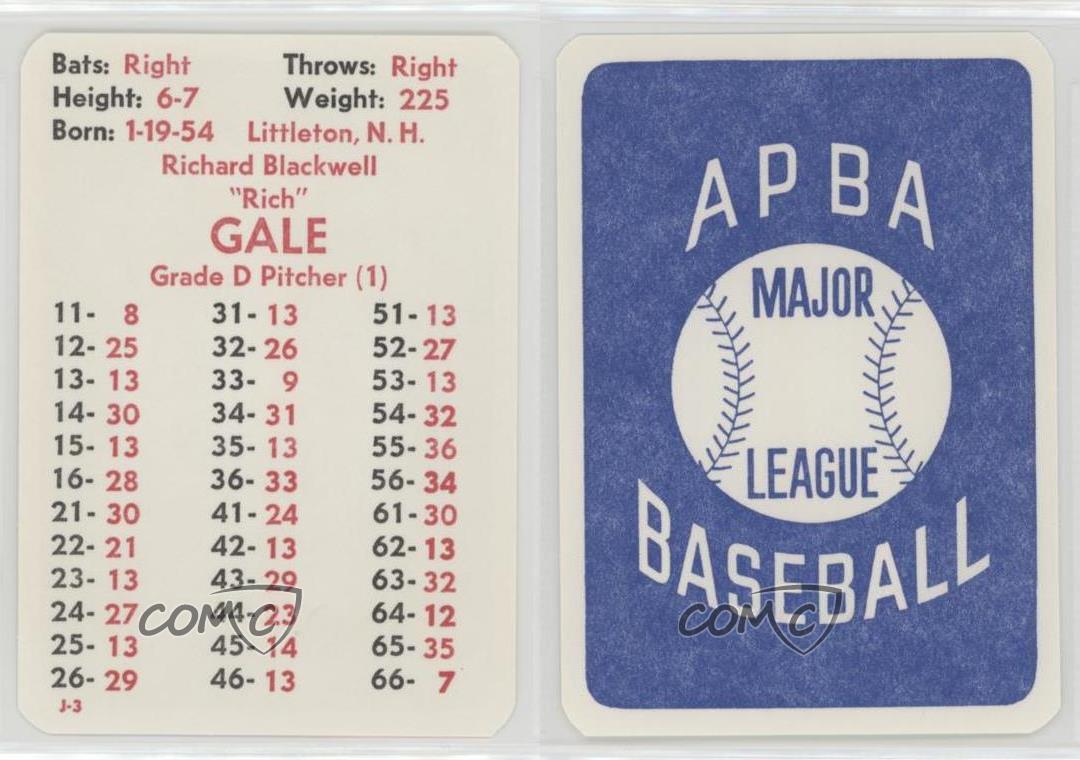 Bats: Right Throws: Right
Height: 6-7 Weight: 225
Born: 1-19-54 Littleton, N. H.
Richard Blackwell
"Rich"
GALE
Grade D Pitcher (1)
11- 8 31- 13 51- 13
12- 25 32- 26 52- 27
13- 13 33- 9 53- 13
14- 30 34- 31 54- 32
15- 13 35- 13 55- 36
16- 28 36- 33 56- 34
21- 30 41- 24 61- 30
22- 21 42- 13 62- 13
23- 13 43- 29 63- 32
24- 27 44- 23 64- 12
25- 13 45- 14 65- 35
26- 29 46- 13 66- 7
J-3
COMC
APBA
MAJOR
LEAGUE
BASEBALL
COMC